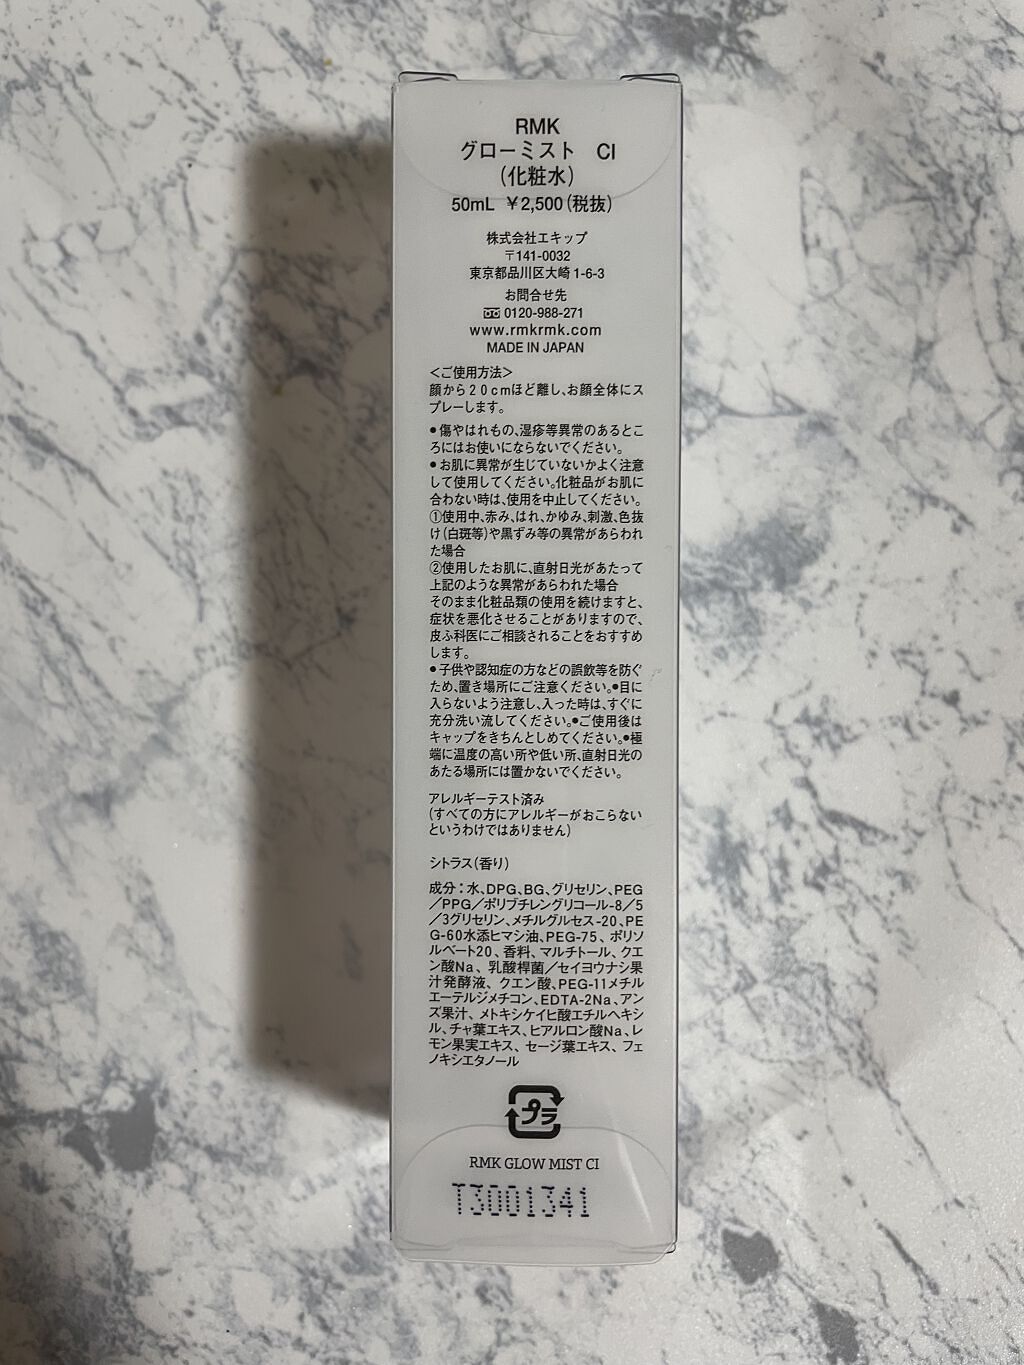 RMK
グローミスト　CI
(化粧水)
50mL ¥2,500(税抜)
株式会社エキップ
〒141-0032
東京都品川区大崎1-6-3
お問合せ先
0120-988-271
www.rmkrmk.com
MADE IN JAPAN
＜ご使用方法＞
顔から20cmほど離し、お顔全体にス
プレーします。
●傷やはれもの、湿疹等異常のあるとこ
ろにはお使いにならないでください。
●お肌に異常が生じていないかよく注意
して使用してください。化粧品がお肌に
合わない時は、使用を中止してください。
①使用中、赤み、はれ、かゆみ、刺激、色抜
け(白斑等)や黒ずみ等の異常があらわれ
た場合
②使用したお肌に、直射日光があたって
上記のような異常があらわれた場合
そのまま化粧品類の使用を続けますと、
症状を悪化させることがありますので、
皮ふ科医にご相談されることをおすすめ
します。
●子供や認知症の方などの誤飲等を防ぐ
ため、置き場所にご注意ください。●目に
入らないよう注意し、入った時は、すぐに
充分洗い流してください。●ご使用後は
キャップをきちんとしめてください。●極
端に温度の高い所や低い所、直射日光の
あたる場所には置かないでください。
アレルギーテスト済み
(すべての方にアレルギーがおこらない
というわけではありません)
シトラス(香り)
成分：水、DPG、BG、グリセリン、PEG
／PPG／ポリブチレングリコール-8／5
／3グリセリン、メチルグルセス-20、PE
G-60水添ヒマシ油、PEG-75、ポリソ
ルベート20、香料、マルチトール、クエ
ン酸Na、乳酸桿菌／セイヨウナシ果
汁発酵液、クエン酸、PEG-11メチル
エーテルジメチコン、EDTA-2Na、アン
ズ果汁、メトキシケイヒ酸エチルヘキシ
ル、チャ葉エキス、ヒアルロン酸Na、レ
モン果実エキス、セージ葉エキス、フェ
ノキシエタノール
プラ
RMK GLOW MIST CI
T3001341